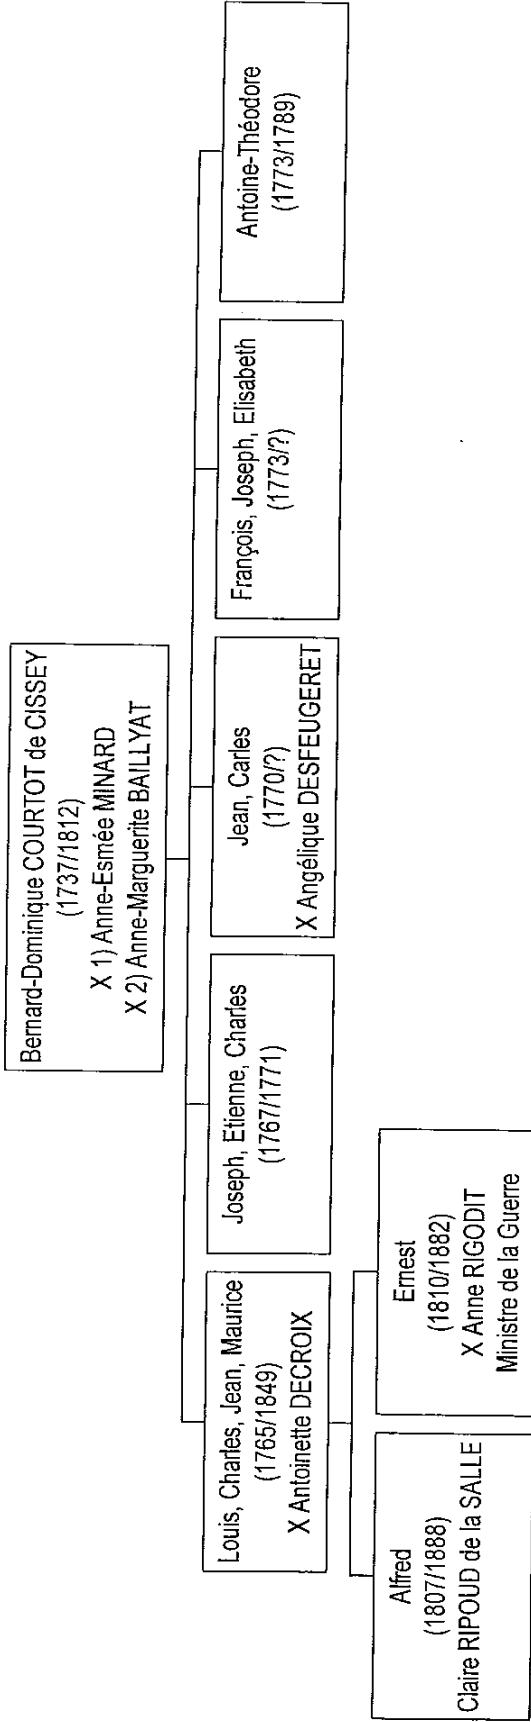 Bernard-Dominique COURTOT de CISSEY
(1737/1812)
X 1) Anne-Esmée MINARD
X 2) Anne-Marguerite BAILLYAT
Louis, Charles, Jean, Maurice
(1765/1849)
X Antoinette DECROIX
Joseph, Etienne, Charles
(1767/1771)
Jean, Carles
(1770/?)
X Angélique DESFEUGERET
François, Joseph, Elisabeth
(1773/?)
Antoine-Théodore
(1773/1789)
Alfred
(1807/1888)
Claire RIPOUD de la SALLE
Ernest
(1810/1882)
X Anne RIGODIT
Ministre de la Guerre